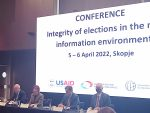 CONFERENCE
Integrity of elections in the n
information environment
5 – 6 April 2022, Skopje
USAID